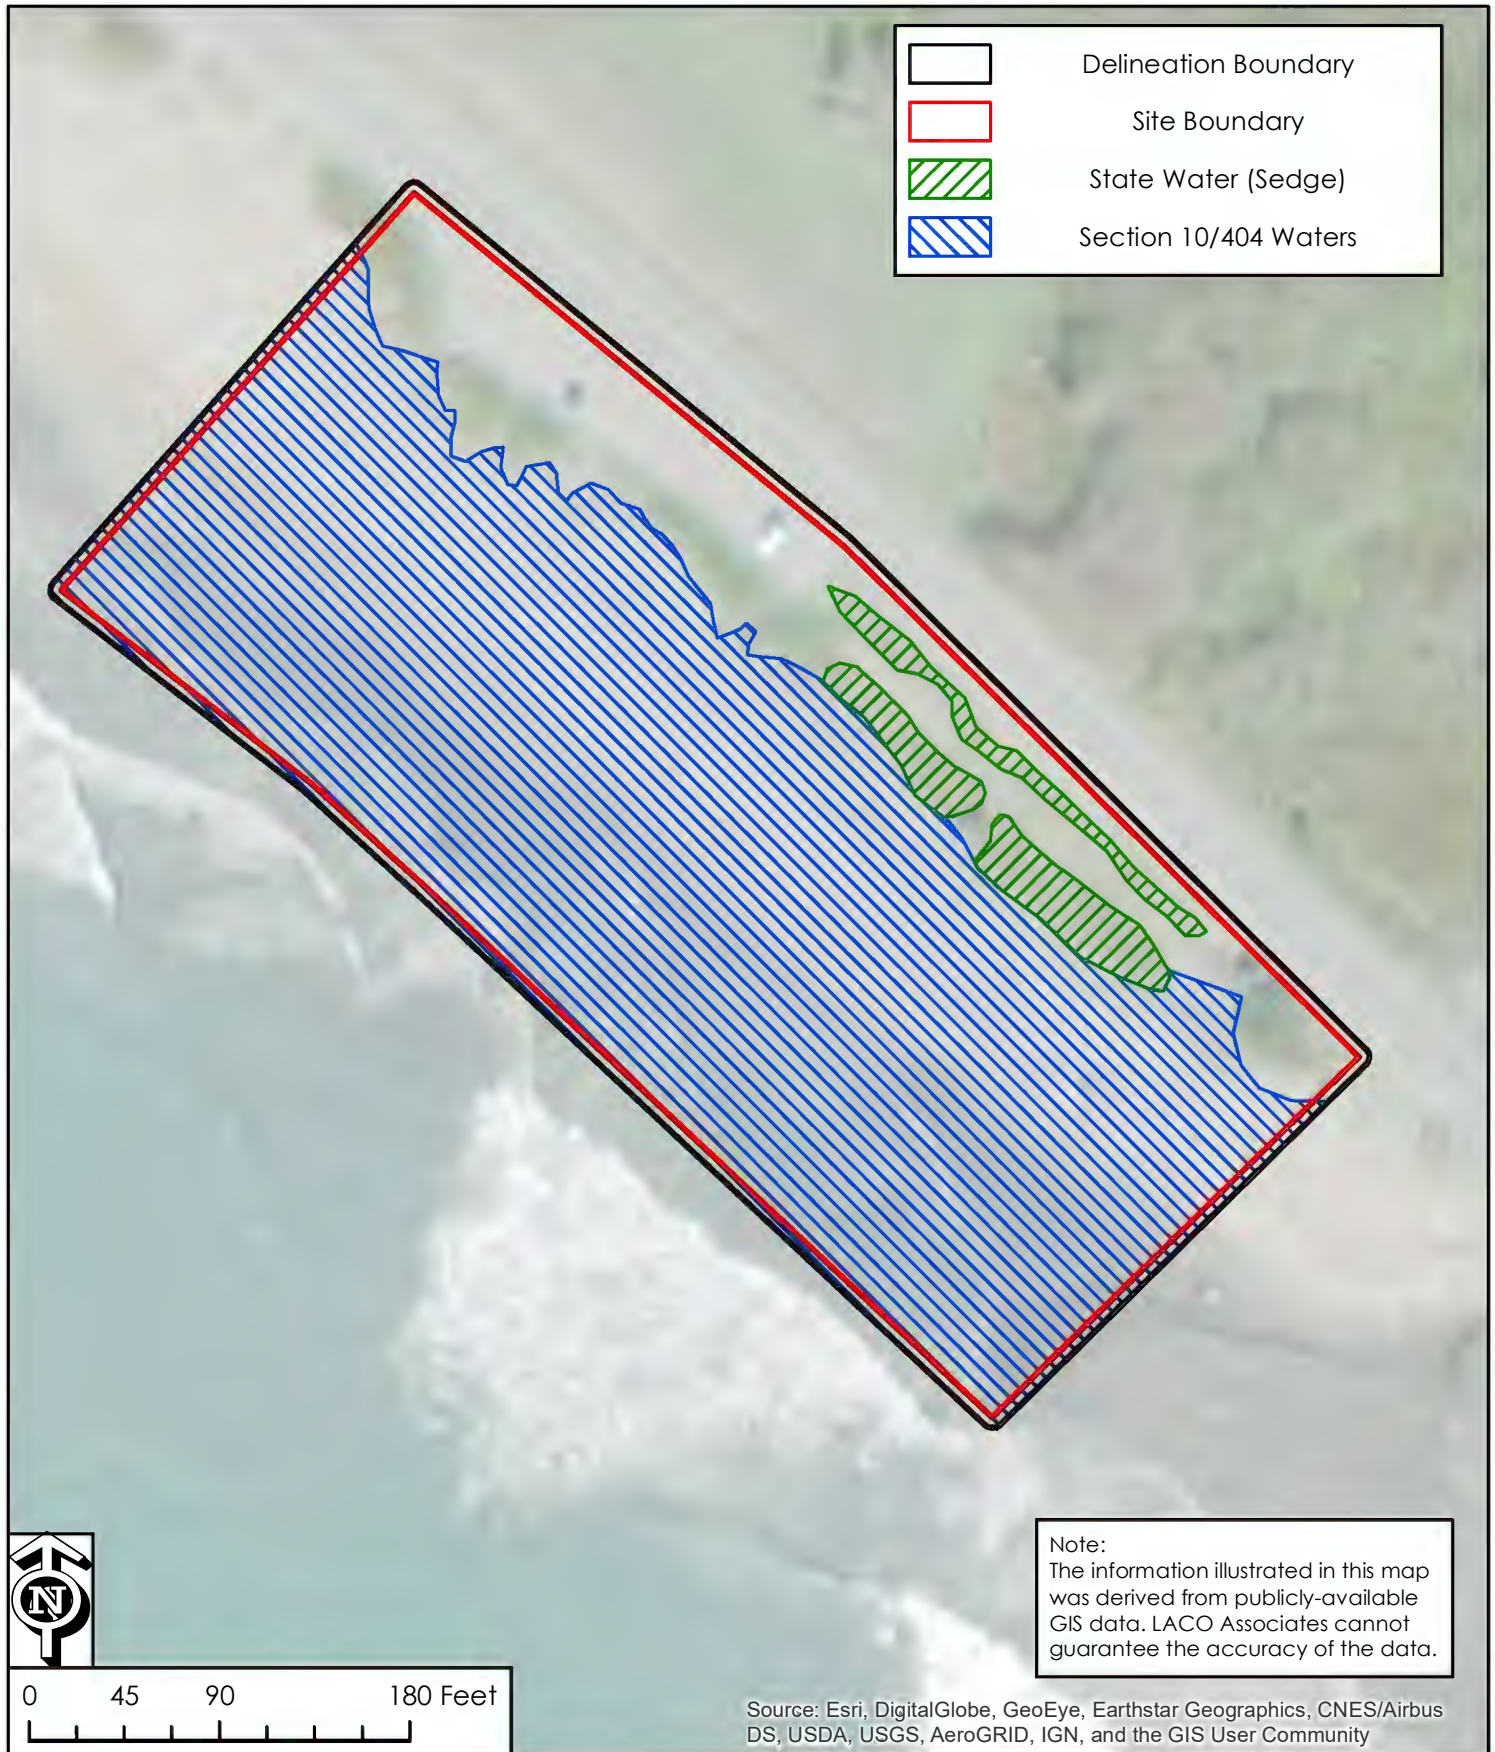 Delineation Boundary
Site Boundary
State Water (Sedge)
Section 10/404 Waters
Note:
The information illustrated in this map
was derived from publicly-available
GIS data. LACO Associates cannot
guarantee the accuracy of the data.
N
0 45 90 180 Feet
Source: Esri, DigitalGlobe, GeoEye, Earthstar Geographics, CNES/Airbus
DS, USDA, USGS, AeroGRID, IGN, and the GIS User Community